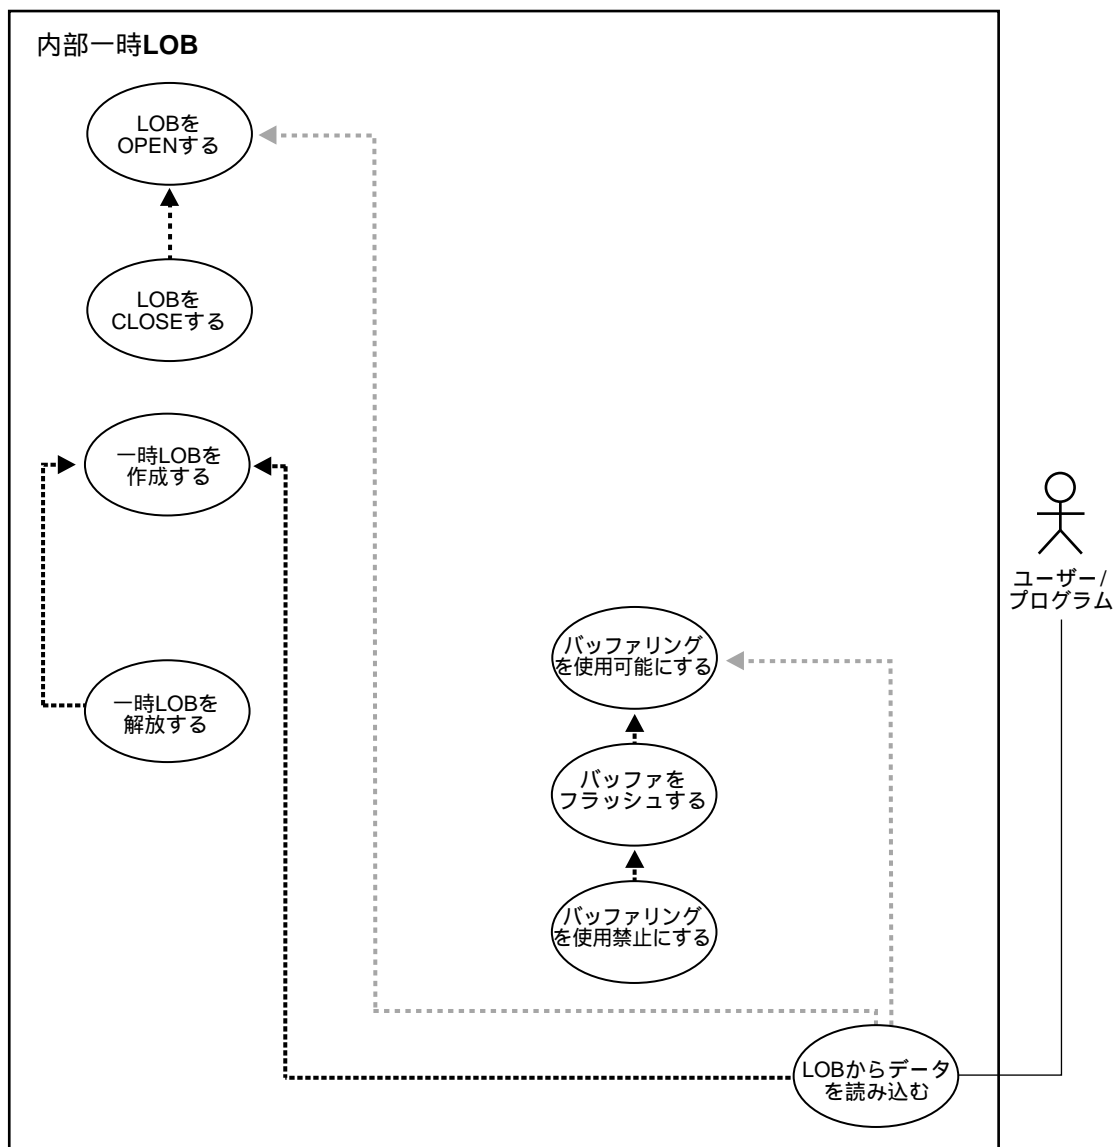 内部一時LOB
LOBを
OPENする
LOBを
CLOSEする
一時LOBを
作成する
ユーザー/
プログラム
バッファリング
を使用可能にする
一時LOBを
解放する
バッファを
フラッシュする
バッファリング
を使用禁止にする
LOBからデータ
を読み込む